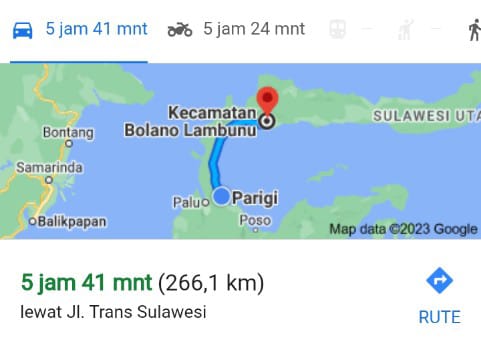 5 jam 41 mnt
5 jam 24 mnt
Kecamatan
Bolano Lambunu
SULAWESI UTA
Bontang
Samarinda
Balikpapan
Palu
Parigi
Poso
Map data ©2023 Google
5 jam 41 mnt (266,1 km)
lewat Jl. Trans Sulawesi
RUTE